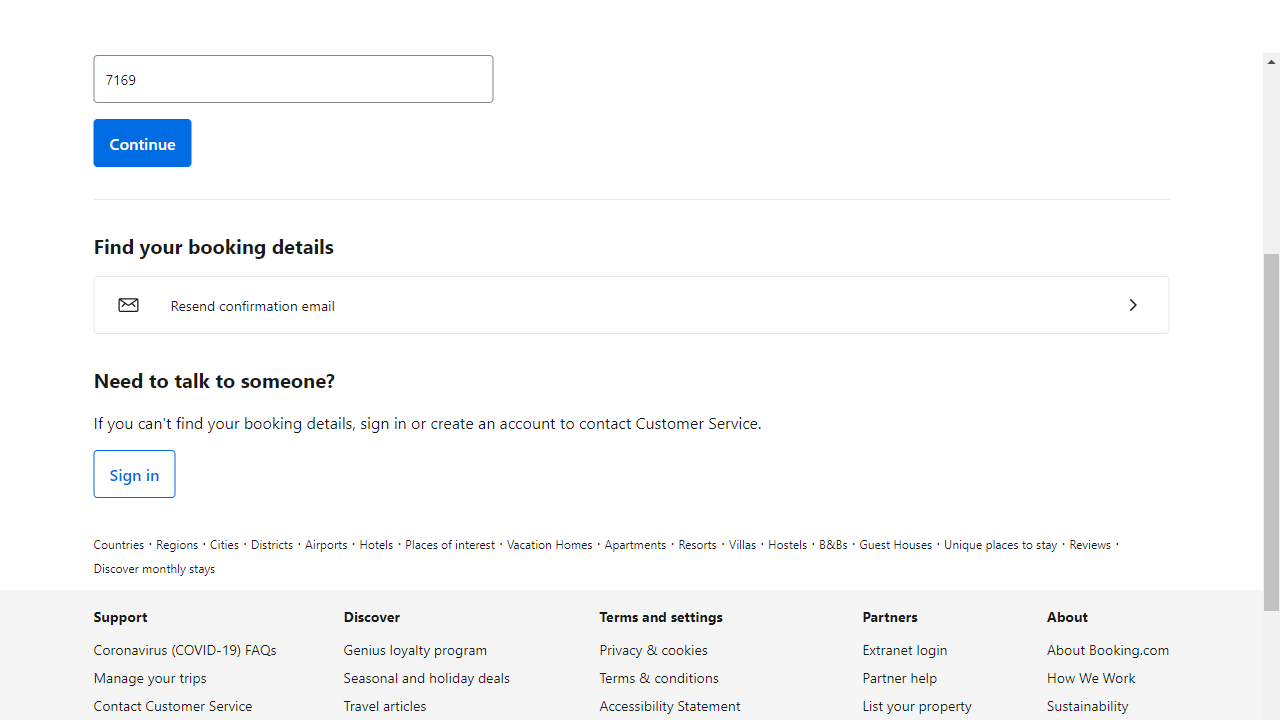 7169
Continue
Find your booking details
Resend confirmation email
Need to talk to someone?
If you can't find your booking details, sign in or create an account to contact Customer Service.
Sign in
Countries · Regions · Cities · Districts · Airports · Hotels · Places of interest · Vacation Homes · Apartments · Resorts · Villas · Hostels · B&Bs · Guest Houses · Unique places to stay · Reviews ·
Discover monthly stays
Support Discover Terms and settings Partners About
Coronavirus (COVID-19) FAQs Genius loyalty program Privacy & cookies Extranet login About Booking.com
Manage your trips Seasonal and holiday deals Terms & conditions Partner help How We Work
Contact Customer Service Travel articles Accessibility Statement List your property Sustainability